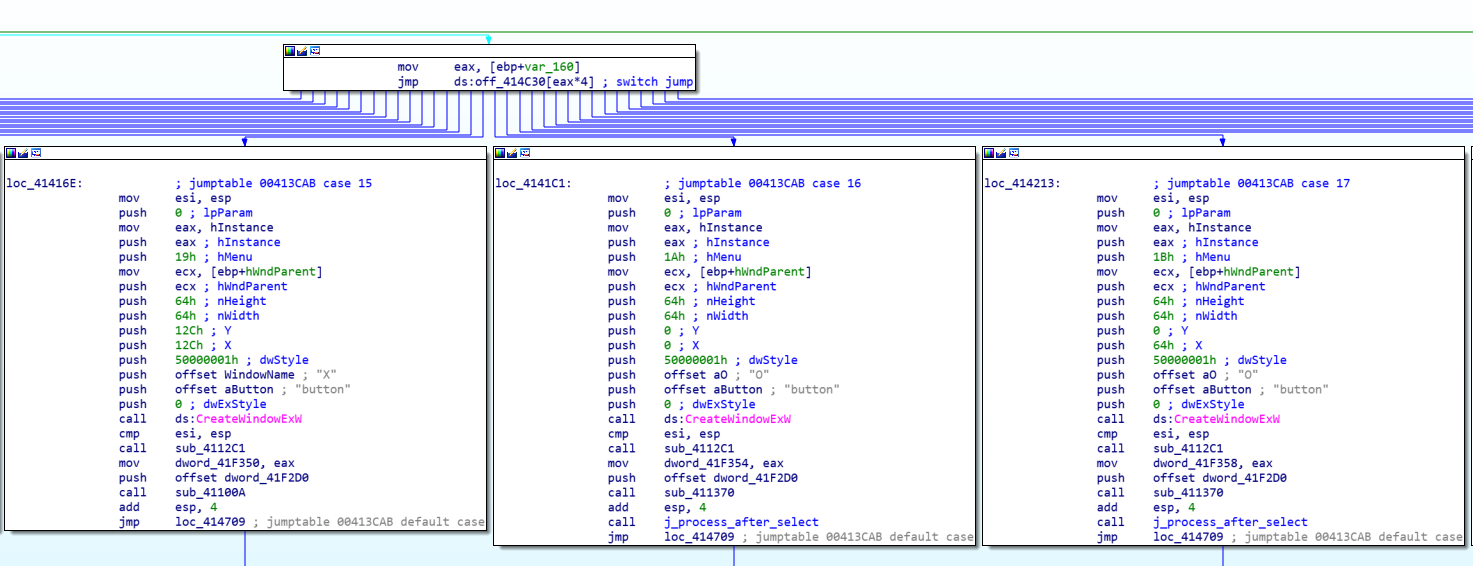 mov eax, [ebp+var_160]
jmp ds:off_414C30[eax*4] ; switch jump
loc_41416E: ; jumptable 00413CAB case 15
mov esi, esp
push 0 ; lpParam
mov eax, hInstance
push eax ; hInstance
push 19h ; hMenu
mov ecx, [ebp+hWndParent]
push ecx ; hWndParent
push 64h ; nHeight
push 64h ; nWidth
push 12Ch ; Y
push 12Ch ; X
push 50000001h ; dwStyle
push offset WindowName ; "X"
push offset aButton ; "button"
push 0 ; dwExStyle
call ds:CreateWindowExW
cmp esi, esp
call sub_4112C1
mov dword_41F350, eax
push offset dword_41F2D0
call sub_41100A
add esp, 4
jmp loc_414709 ; jumptable 00413CAB default case
loc_4141C1: ; jumptable 00413CAB case 16
mov esi, esp
push 0 ; lpParam
mov eax, hInstance
push eax ; hInstance
push 1Ah ; hMenu
mov ecx, [ebp+hWndParent]
push ecx ; hWndParent
push 64h ; nHeight
push 64h ; nWidth
push 0 ; Y
push 0 ; X
push 50000001h ; dwStyle
push offset aO ; "O"
push offset aButton ; "button"
push 0 ; dwExStyle
call ds:CreateWindowExW
cmp esi, esp
call sub_4112C1
mov dword_41F354, eax
push offset dword_41F2D0
call sub_411370
add esp, 4
call j_process_after_select
jmp loc_414709 ; jumptable 00413CAB default case
loc_414213: ; jumptable 00413CAB case 17
mov esi, esp
push 0 ; lpParam
mov eax, hInstance
push eax ; hInstance
push 1Bh ; hMenu
mov ecx, [ebp+hWndParent]
push ecx ; hWndParent
push 64h ; nHeight
push 64h ; nWidth
push 0 ; Y
push 64h ; X
push 50000001h ; dwStyle
push offset aO ; "O"
push offset aButton ; "button"
push 0 ; dwExStyle
call ds:CreateWindowExW
cmp esi, esp
call sub_4112C1
mov dword_41F358, eax
push offset dword_41F2D0
call sub_411370
add esp, 4
call j_process_after_select
jmp loc_414709 ; jumptable 00413CAB default case